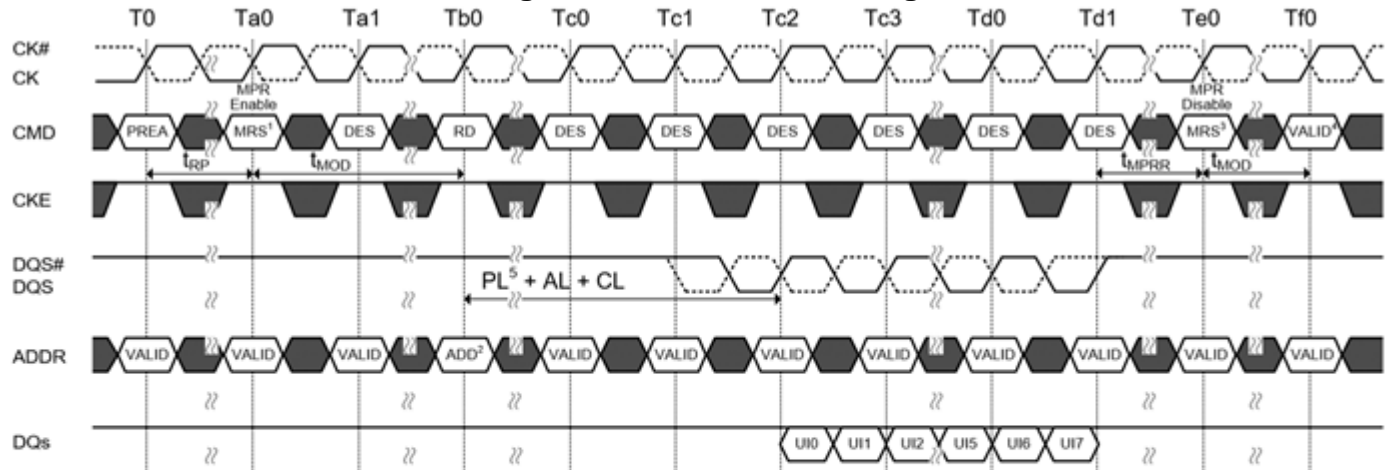 T0 Ta0 Ta1 Tb0 Tc0 Tc1 Tc2 Tc3 Td0 Td1 Te0 Tf0
CK#
CK
MPR Enable MPR Disable
CMD PREA MRS¹ DES RD DES DES DES DES DES DES MRS³ VALID⁴
tRP tMOD tMPRR tMOD
CKE
DQS#
DQS PL⁵ + AL + CL
ADDR VALID VALID VALID ADD² VALID VALID VALID VALID VALID VALID VALID VALID
DQs UI0 UI1 UI2 UI5 UI6 UI7